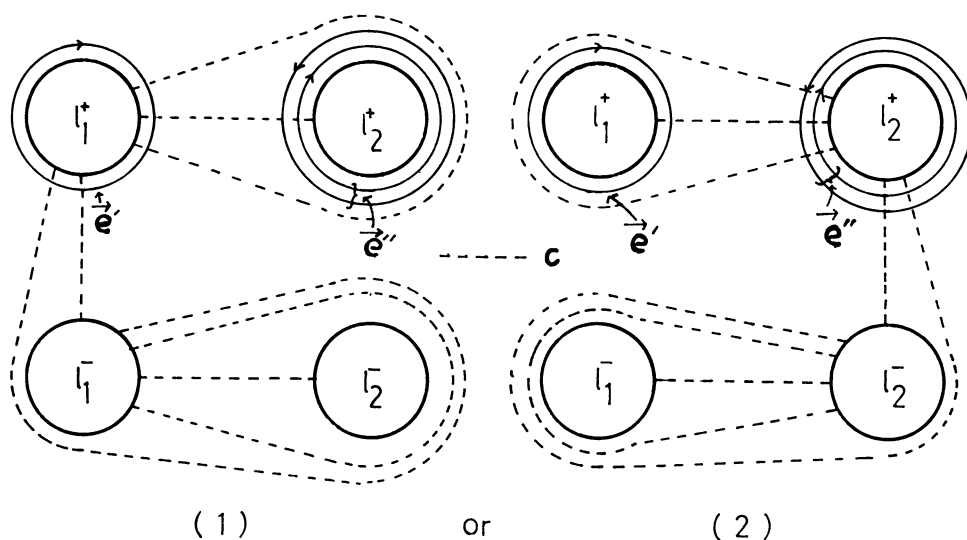 l₁⁺ l₂⁺ l₁⁺ l₂⁺
e⃗′ e⃗″ e⃗′ e⃗″
c
l₁⁻ l₂⁻ l₁⁻ l₂⁻
(1) or (2)